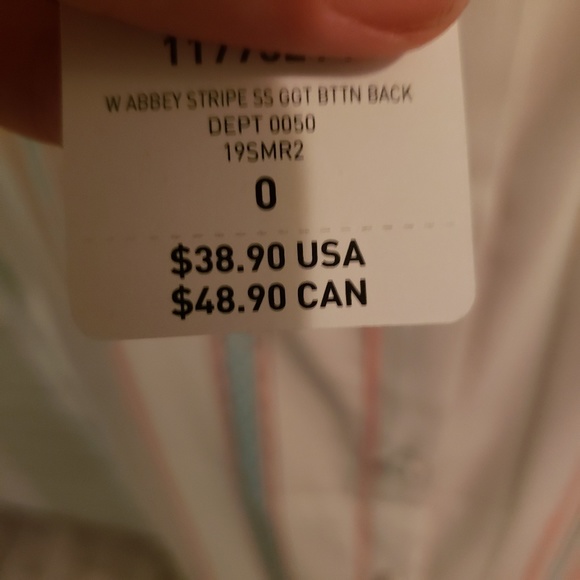 W ABBEY STRIPE SS GGT BTTN BACK
DEPT 0050
19SMR2
0
$38.90 USA
$48.90 CAN